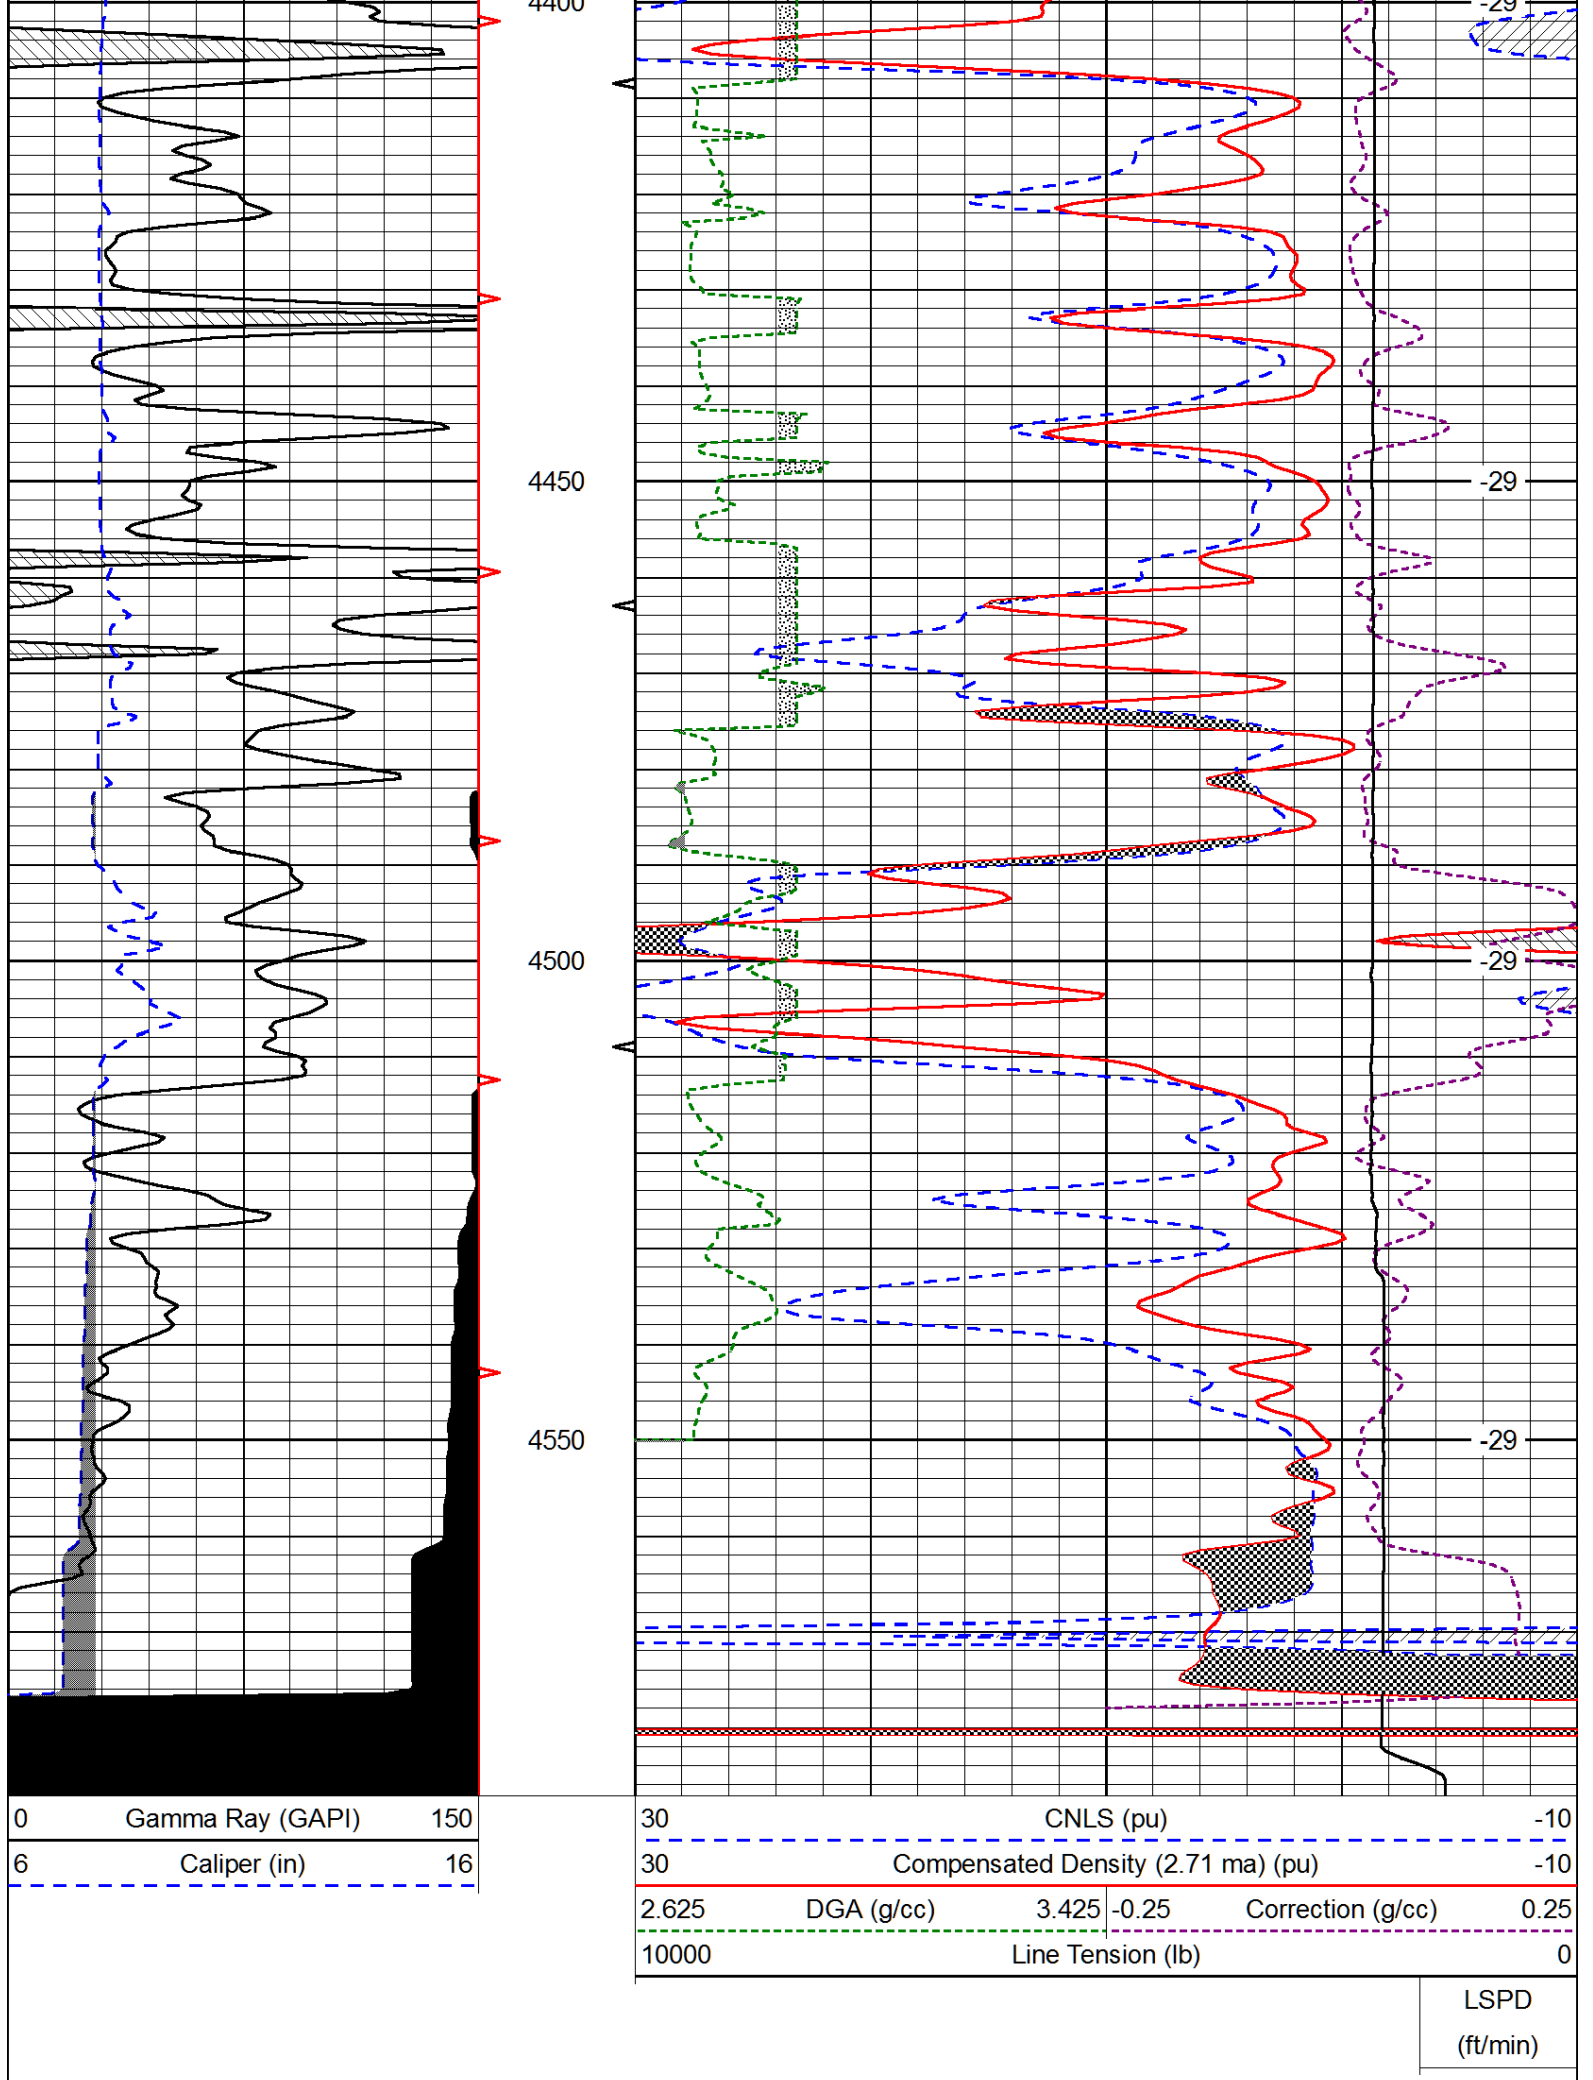 4400 -29
4450 -29
4500 -29
4550 -29
0 Gamma Ray (GAPI) 150
6 Caliper (in) 16
30 CNLS (pu) -10
30 Compensated Density (2.71 ma) (pu) -10
2.625 DGA (g/cc) 3.425 -0.25 Correction (g/cc) 0.25
10000 Line Tension (lb) 0
LSPD
(ft/min)